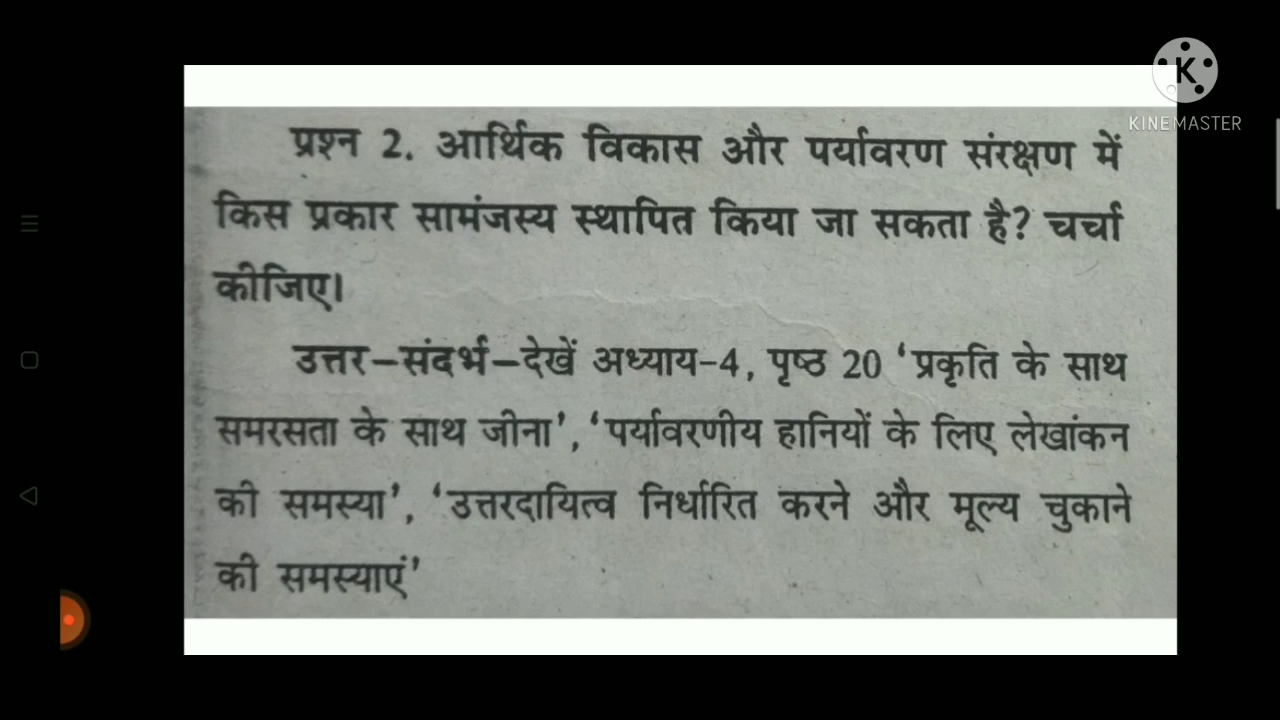 K
KINEMASTER
प्रश्न 2. आर्थिक विकास और पर्यावरण संरक्षण में
किस प्रकार सामंजस्य स्थापित किया जा सकता है? चर्चा
कीजिए।
उत्तर–संदर्भ–देखें अध्याय-4, पृष्ठ 20 ‘प्रकृति के साथ
समरसता के साथ जीना’, ‘पर्यावरणीय हानियों के लिए लेखांकन
की समस्या’, ‘उत्तरदायित्व निर्धारित करने और मूल्य चुकाने
की समस्याएं’